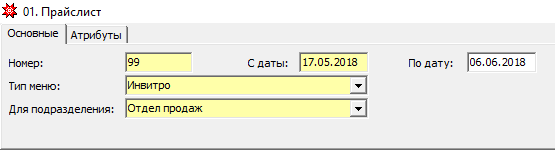 01. Прайслист
Основные Атрибуты
Номер: 99 С даты: 17.05.2018 По дату: 06.06.2018
Тип меню: Инвитро
Для подразделения: Отдел продаж